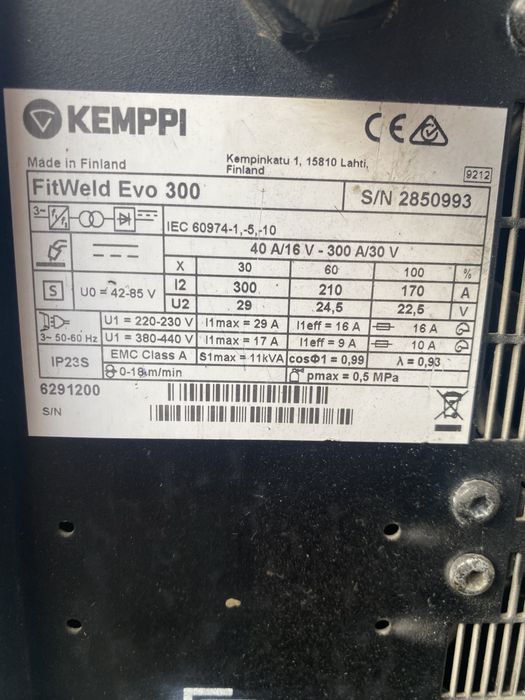 KEMPPI
CE
Made in Finland
Kempinkatu 1, 15810 Lahti,
Finland
9212
FitWeld Evo 300
S/N 2850993
3~ f1/f2
IEC 60974-1,-5,-10
40 A/16 V - 300 A/30 V
X 30 60 100 %
S U0 = 42-85 V I2 300 210 170 A
U2 29 24,5 22,5 V
U1 = 220-230 V I1max = 29 A I1eff = 16 A 16 A
3~ 50-60 Hz U1 = 380-440 V I1max = 17 A I1eff = 9 A 10 A
IP23S EMC Class A S1max = 11kVA cosΦ1 = 0,99 λ = 0,93
0-18 m/min pmax = 0,5 MPa
6291200
S/N